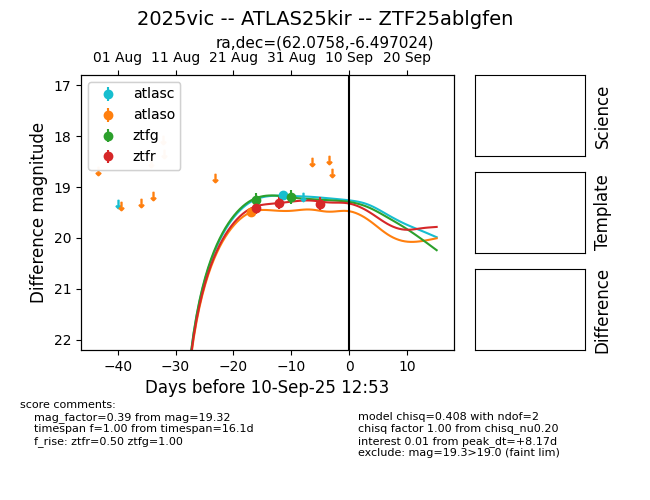 2025vic -- ATLAS25kir -- ZTF25ablgfen
ra,dec=(62.0758,-6.497024)
01 Aug 11 Aug 21 Aug 31 Aug 10 Sep 20 Sep
17
18
19
20
21
22
Difference magnitude
atlasc
atlaso
ztfg
ztfr
−40 −30 −20 −10 0 10
Days before 10-Sep-25 12:53
Science
Template
Difference
score comments:
mag_factor=0.39 from mag=19.32
timespan f=1.00 from timespan=16.1d
f_rise: ztfr=0.50 ztfg=1.00
model chisq=0.408 with ndof=2
chisq factor 1.00 from chisq_nu0.20
interest 0.01 from peak_dt=+8.17d
exclude: mag=19.3>19.0 (faint lim)